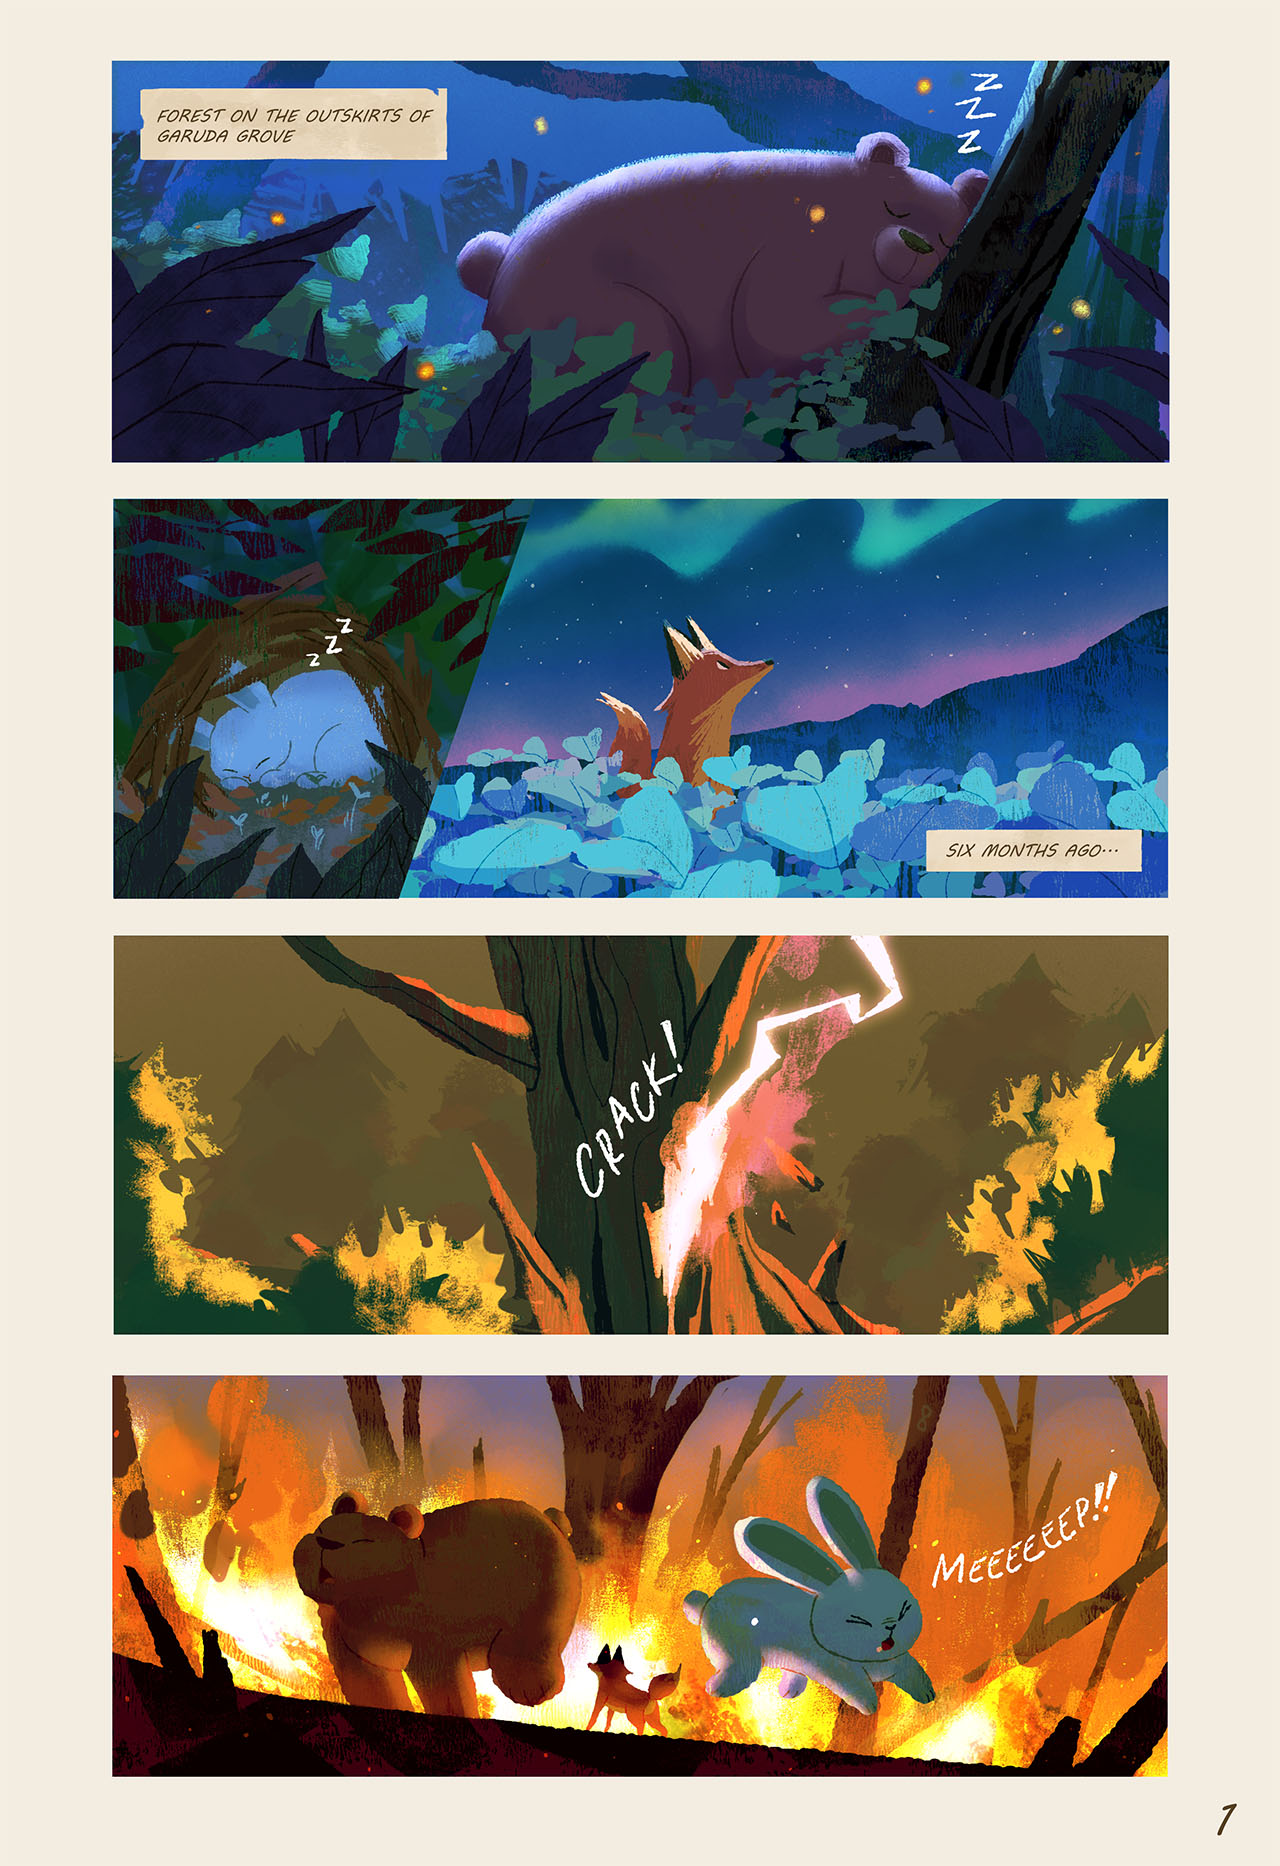 FOREST ON THE OUTSKIRTS OF
GARUDA GROVE
Z
Z
Z
Z
Z
Z
SIX MONTHS AGO...
CRACK!
MEEEEEEP!!
1